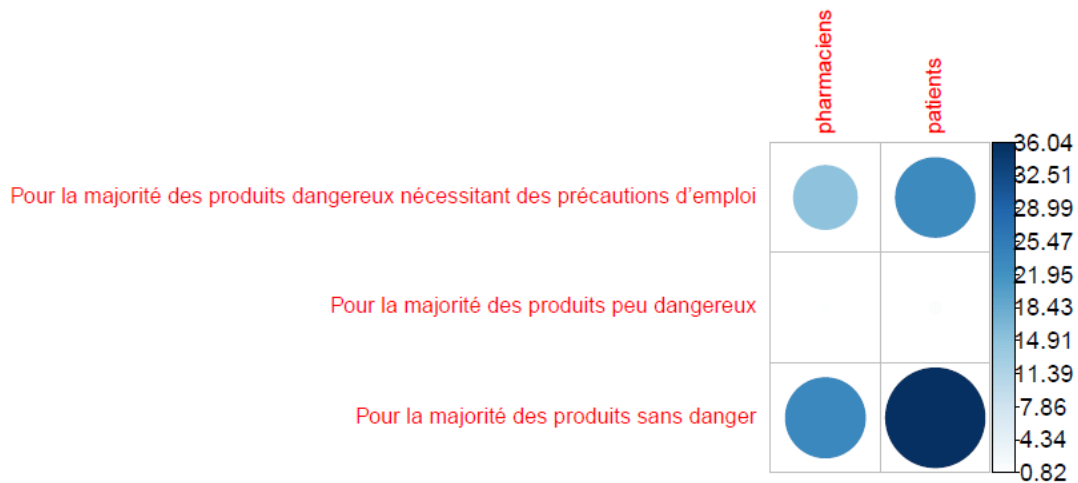 pharmaciens
patients
Pour la majorité des produits dangereux nécessitant des précautions d’emploi
Pour la majorité des produits peu dangereux
Pour la majorité des produits sans danger
36.04
32.51
28.99
25.47
21.95
18.43
14.91
11.39
7.86
4.34
0.82